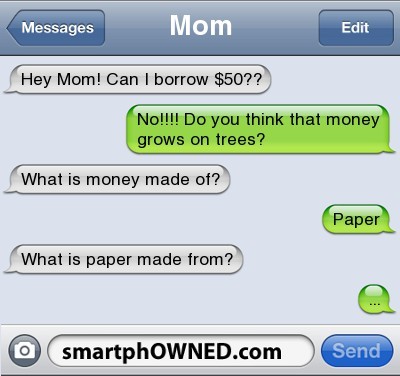 Messages
Mom
Edit
Hey Mom! Can I borrow $50??
No!!!! Do you think that money
grows on trees?
What is money made of?
Paper
What is paper made from?
...
smartphOWNED.com
Send